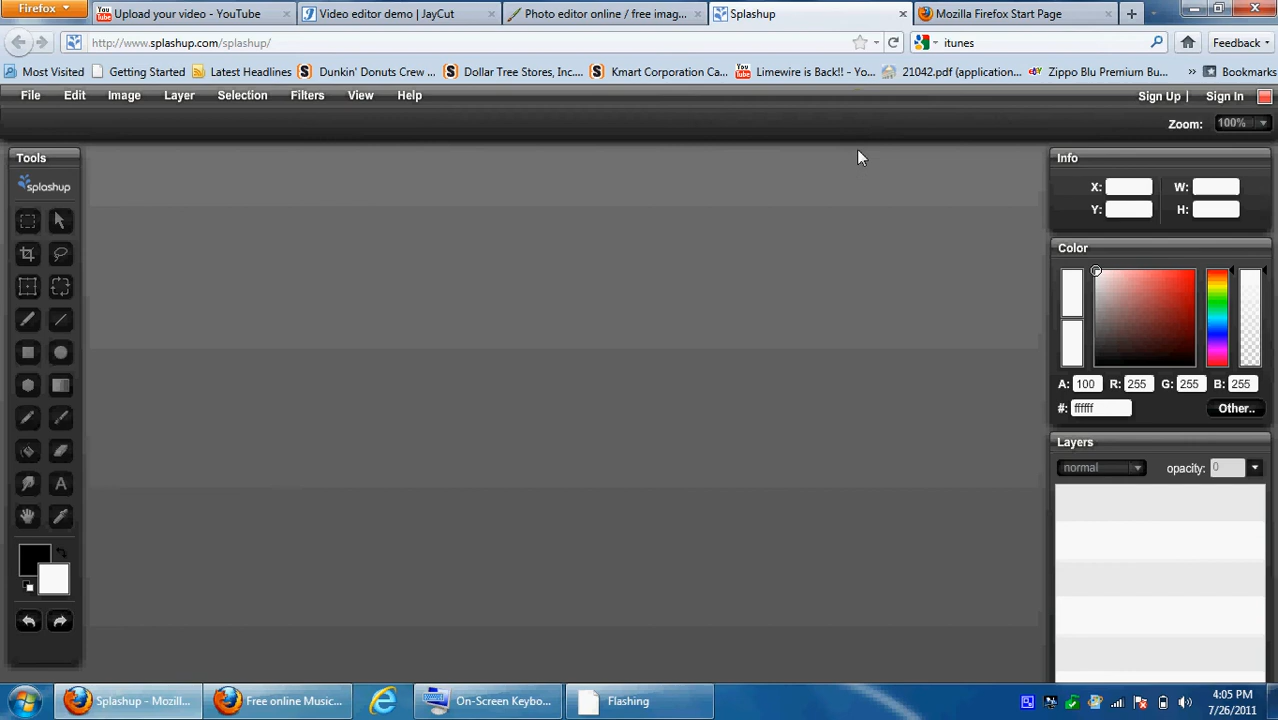 Firefox
Upload your video - YouTube
Video editor demo | JayCut
Photo editor online / free imag...
Splashup
Mozilla Firefox Start Page
http://www.splashup.com/splashup/
itunes
Feedback
Most Visited
Getting Started
Latest Headlines
Dunkin' Donuts Crew ...
Dollar Tree Stores, Inc....
Kmart Corporation Ca...
Limewire is Back!! - Yo...
21042.pdf (application...
Zippo Blu Premium Bu...
Bookmarks
File Edit Image Layer Selection Filters View Help
Sign Up | Sign In
Zoom: 100%
Tools
splashup
A
Info
X: W:
Y: H:
Color
A: 100 R: 255 G: 255 B: 255
#: ffffff Other..
Layers
normal opacity: 0
Splashup - Mozill...
Free online Music...
On-Screen Keybo...
Flashing
4:05 PM
7/26/2011